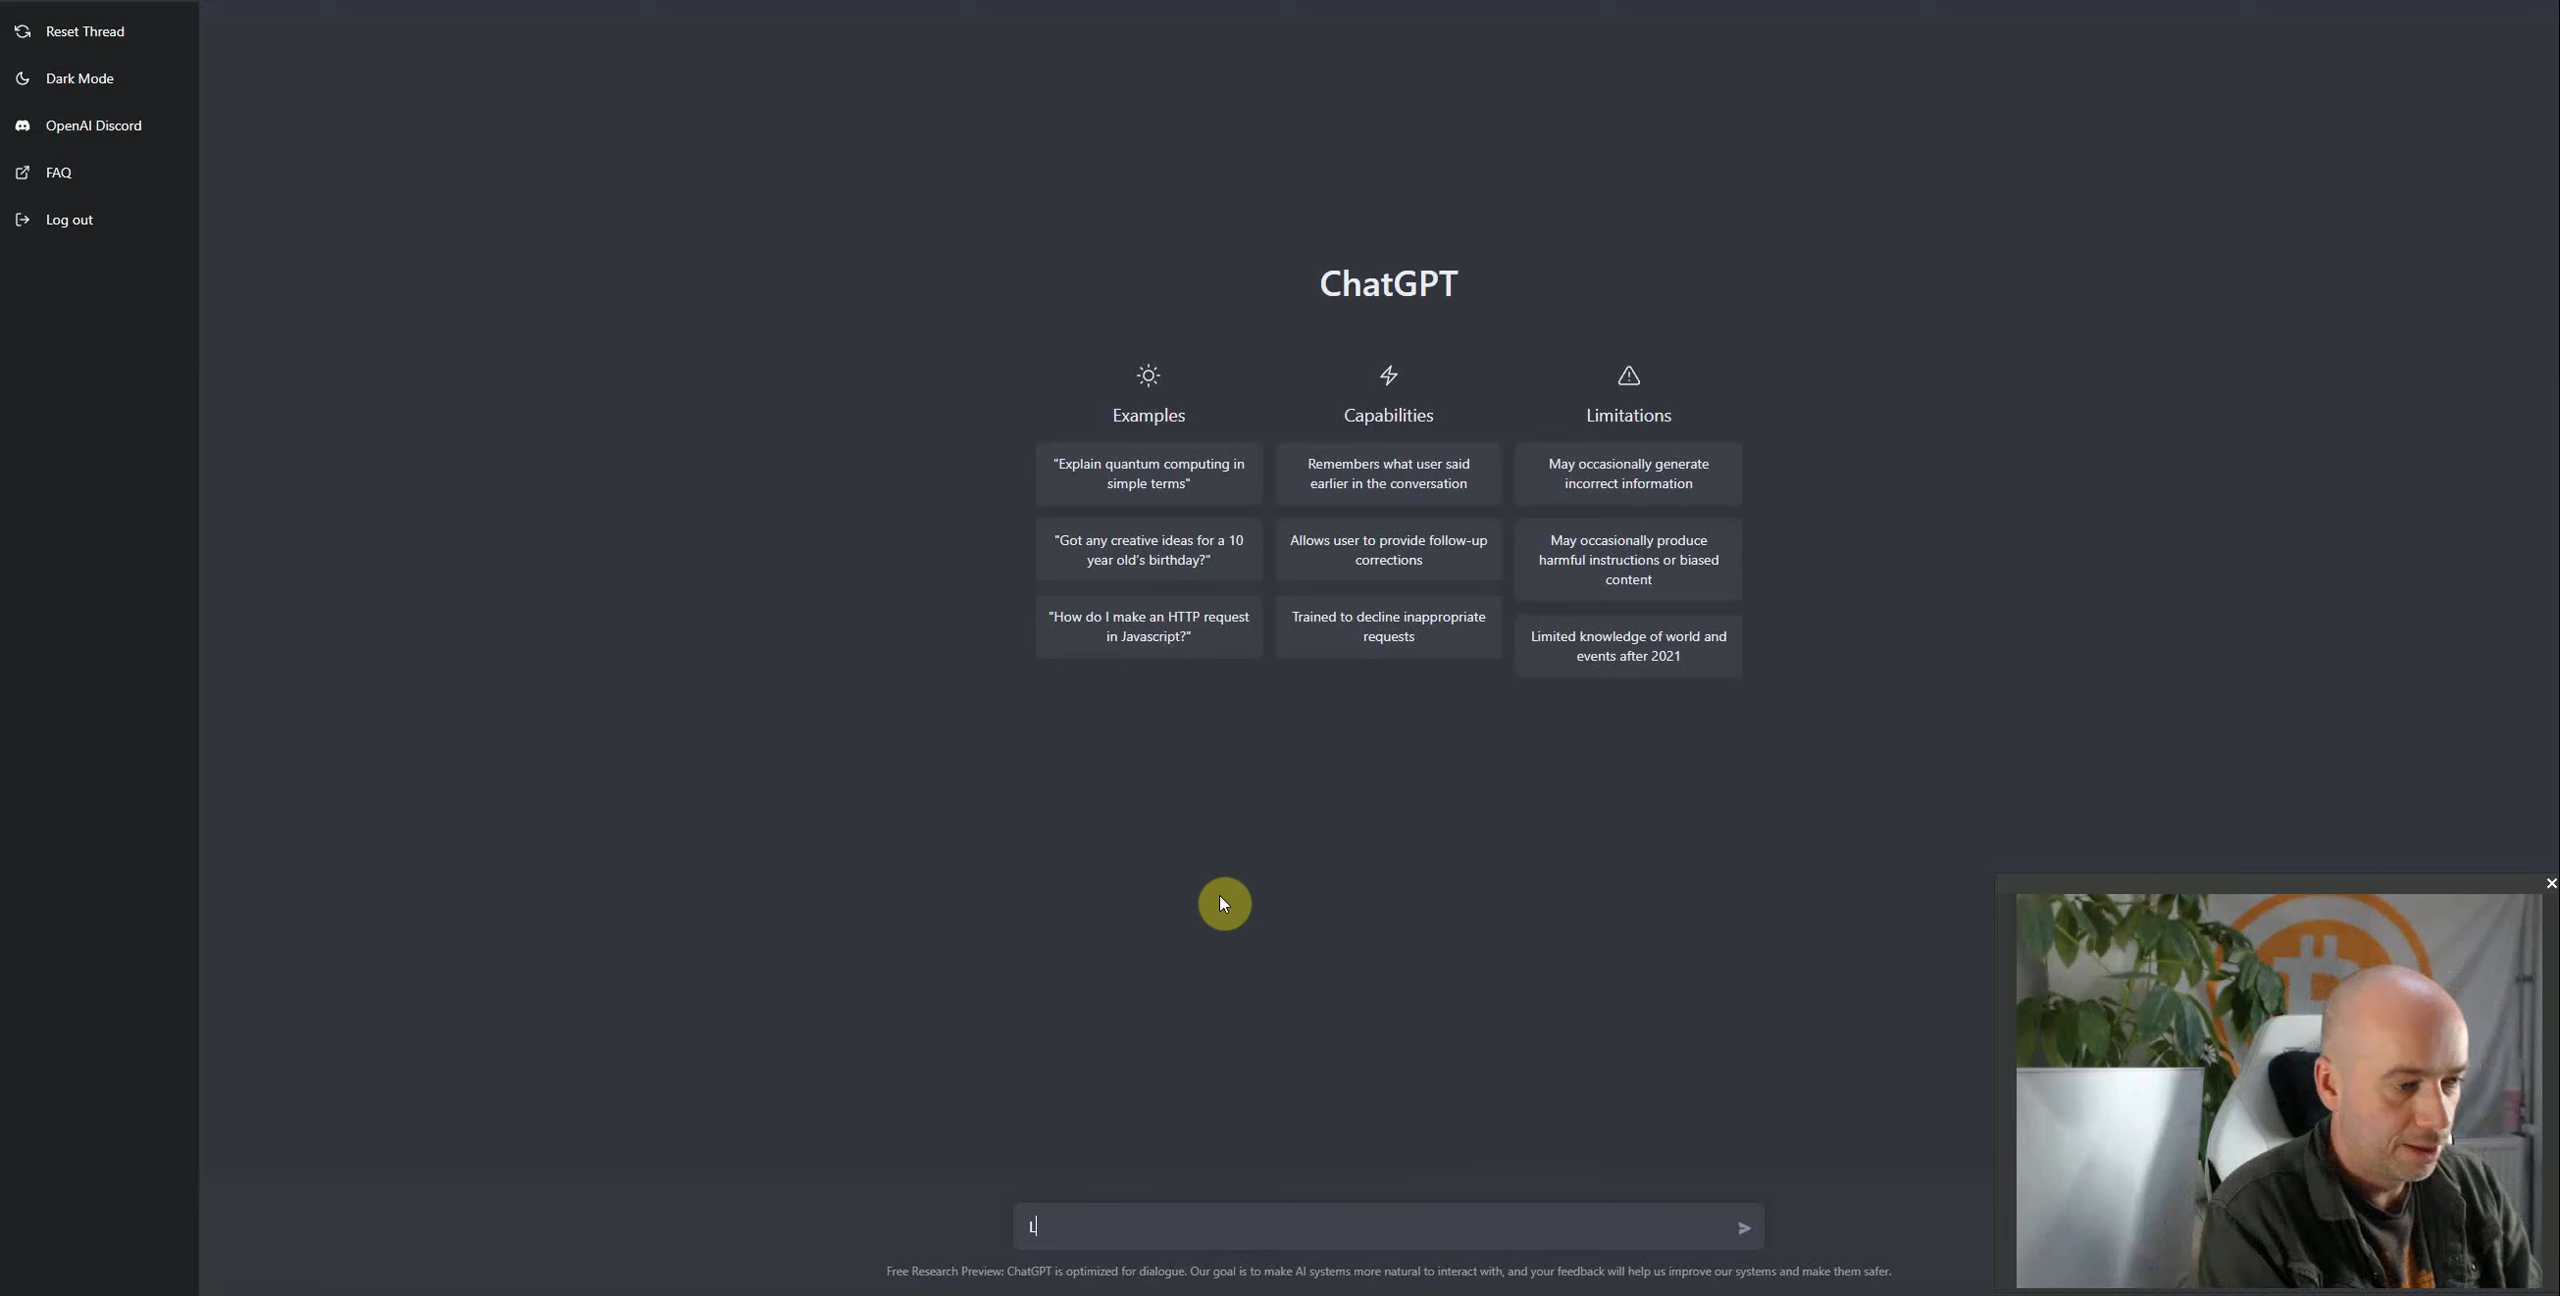 Reset Thread
Dark Mode
OpenAI Discord
FAQ
Log out
ChatGPT
Examples
"Explain quantum computing in
simple terms"
"Got any creative ideas for a 10
year old's birthday?"
"How do I make an HTTP request
in Javascript?"
Capabilities
Remembers what user said
earlier in the conversation
Allows user to provide follow-up
corrections
Trained to decline inappropriate
requests
Limitations
May occasionally generate
incorrect information
May occasionally produce
harmful instructions or biased
content
Limited knowledge of world and
events after 2021
L
Free Research Preview: ChatGPT is optimized for dialogue. Our goal is to make AI systems more natural to interact with, and your feedback will help us improve our systems and make them safer.